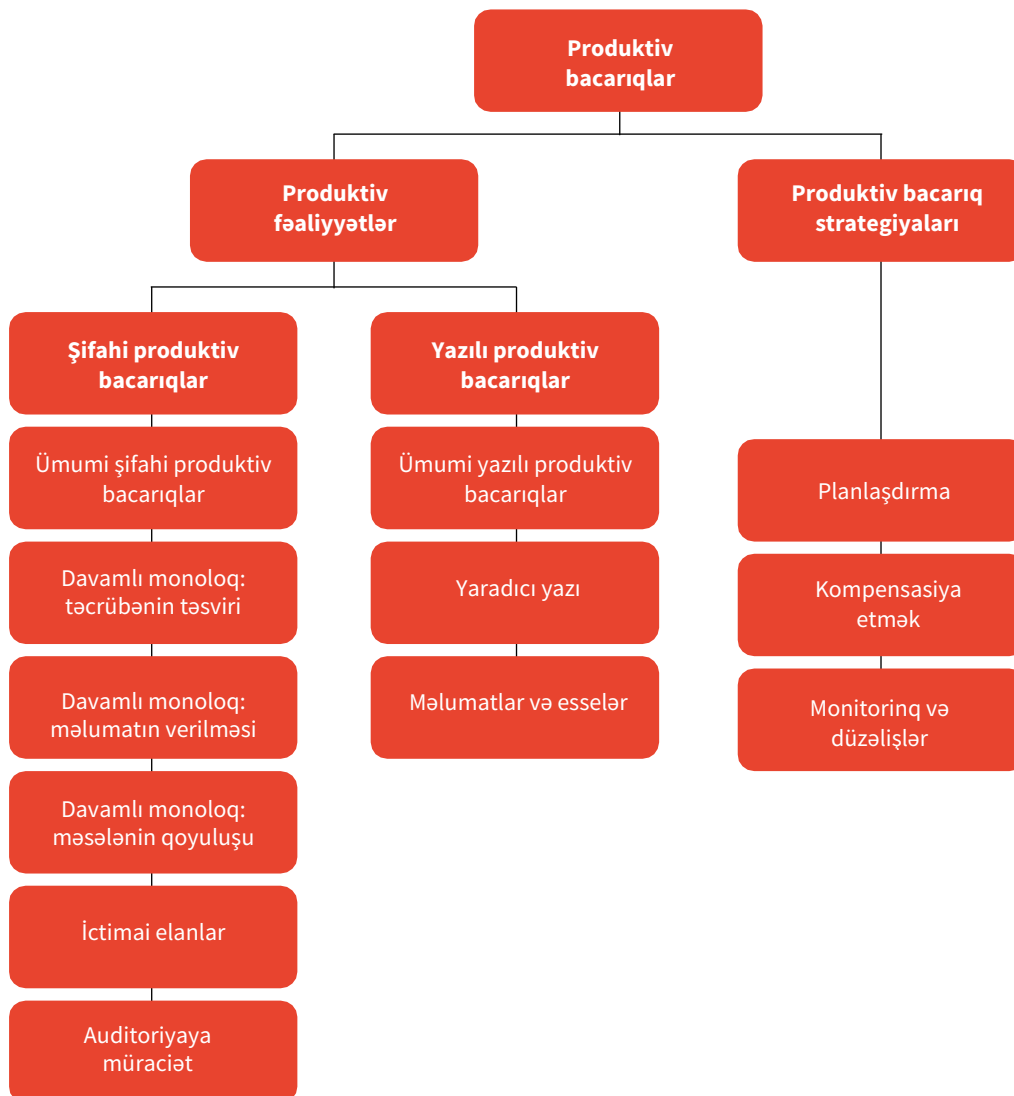 Produktiv
bacarıqlar
Produktiv
fəaliyyətlər
Produktiv bacarıq
strategiyaları
Şifahi produktiv
bacarıqlar
Yazılı produktiv
bacarıqlar
Ümumi şifahi produktiv
bacarıqlar
Davamlı monoloq:
təcrübənin təsviri
Davamlı monoloq:
məlumatın verilməsi
Davamlı monoloq:
məsələnin qoyuluşu
İctimai elanlar
Auditoriyaya
müraciət
Ümumi yazılı produktiv
bacarıqlar
Yaradıcı yazı
Məlumatlar və esselər
Planlaşdırma
Kompensasiya
etmək
Monitorinq və
düzəlişlər